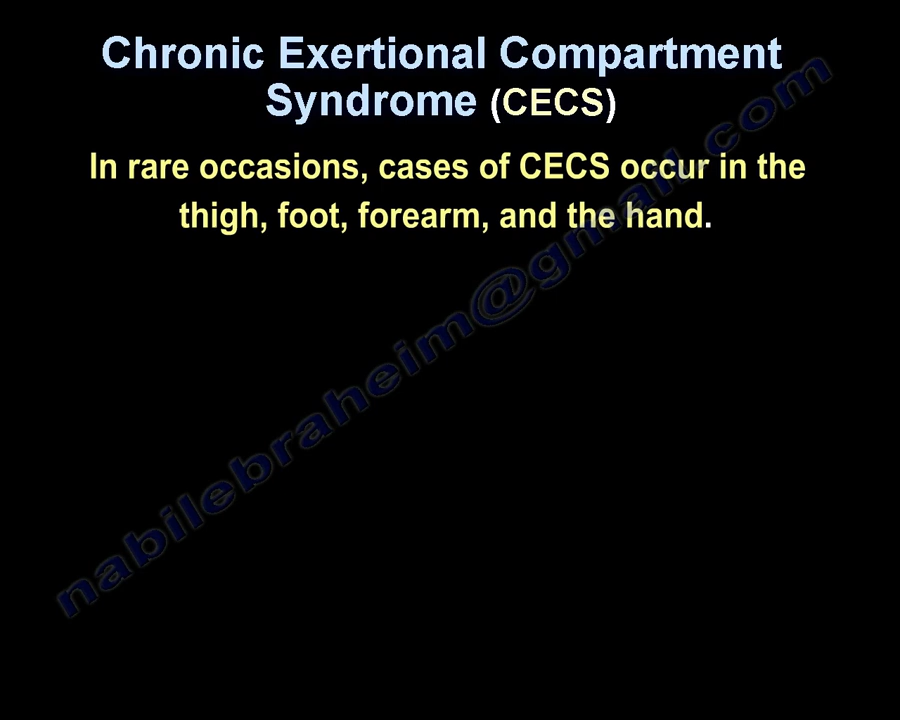 Chronic Exertional Compartment
Syndrome (CECS)
In rare occasions, cases of CECS occur in the
thigh, foot, forearm, and the hand.
nabilebraheim@gmail.com